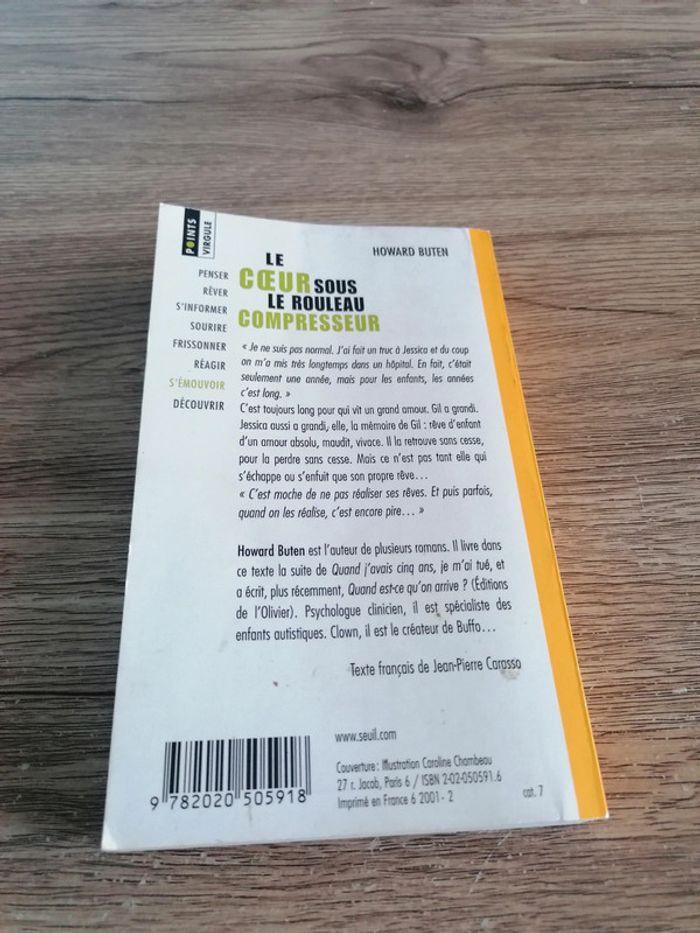 POINTS
VIRGULE
HOWARD BUTEN
LE
CŒUR SOUS
LE ROULEAU
COMPRESSEUR
PENSER
RÊVER
S'INFORMER
SOURIRE
FRISSONNER
RÉAGIR
S'ÉMOUVOIR
DÉCOUVRIR
« Je ne suis pas normal. J'ai fait un truc à Jessica et du coup
on m'a mis très longtemps dans un hôpital. En fait, c'était
seulement une année, mais pour les enfants, les années
c'est long. »
C'est toujours long pour qui vit un grand amour. Gil a grandi.
Jessica aussi a grandi, elle, la mémoire de Gil : rêve d'enfant
d'un amour absolu, maudit, vivace. Il la retrouve sans cesse,
pour la perdre sans cesse. Mais ce n'est pas tant elle qui
s'échappe ou s'enfuit que son propre rêve…
« C'est moche de ne pas réaliser ses rêves. Et puis parfois,
quand on les réalise, c'est encore pire… »
Howard Buten est l'auteur de plusieurs romans. Il livre dans
ce texte la suite de Quand j'avais cinq ans, je m'ai tué, et
a écrit, plus récemment, Quand est-ce qu'on arrive ? (Éditions
de l'Olivier). Psychologue clinicien, il est spécialiste des
enfants autistiques. Clown, il est le créateur de Buffo…
Texte français de Jean-Pierre Carasso
www.seuil.com
Couverture : Illustration Caroline Chambeau
27 r. Jacob, Paris 6 / ISBN 2-02-050591.6
Imprimé en France 6 2001 - 2
cat. 7
9 782020 505918